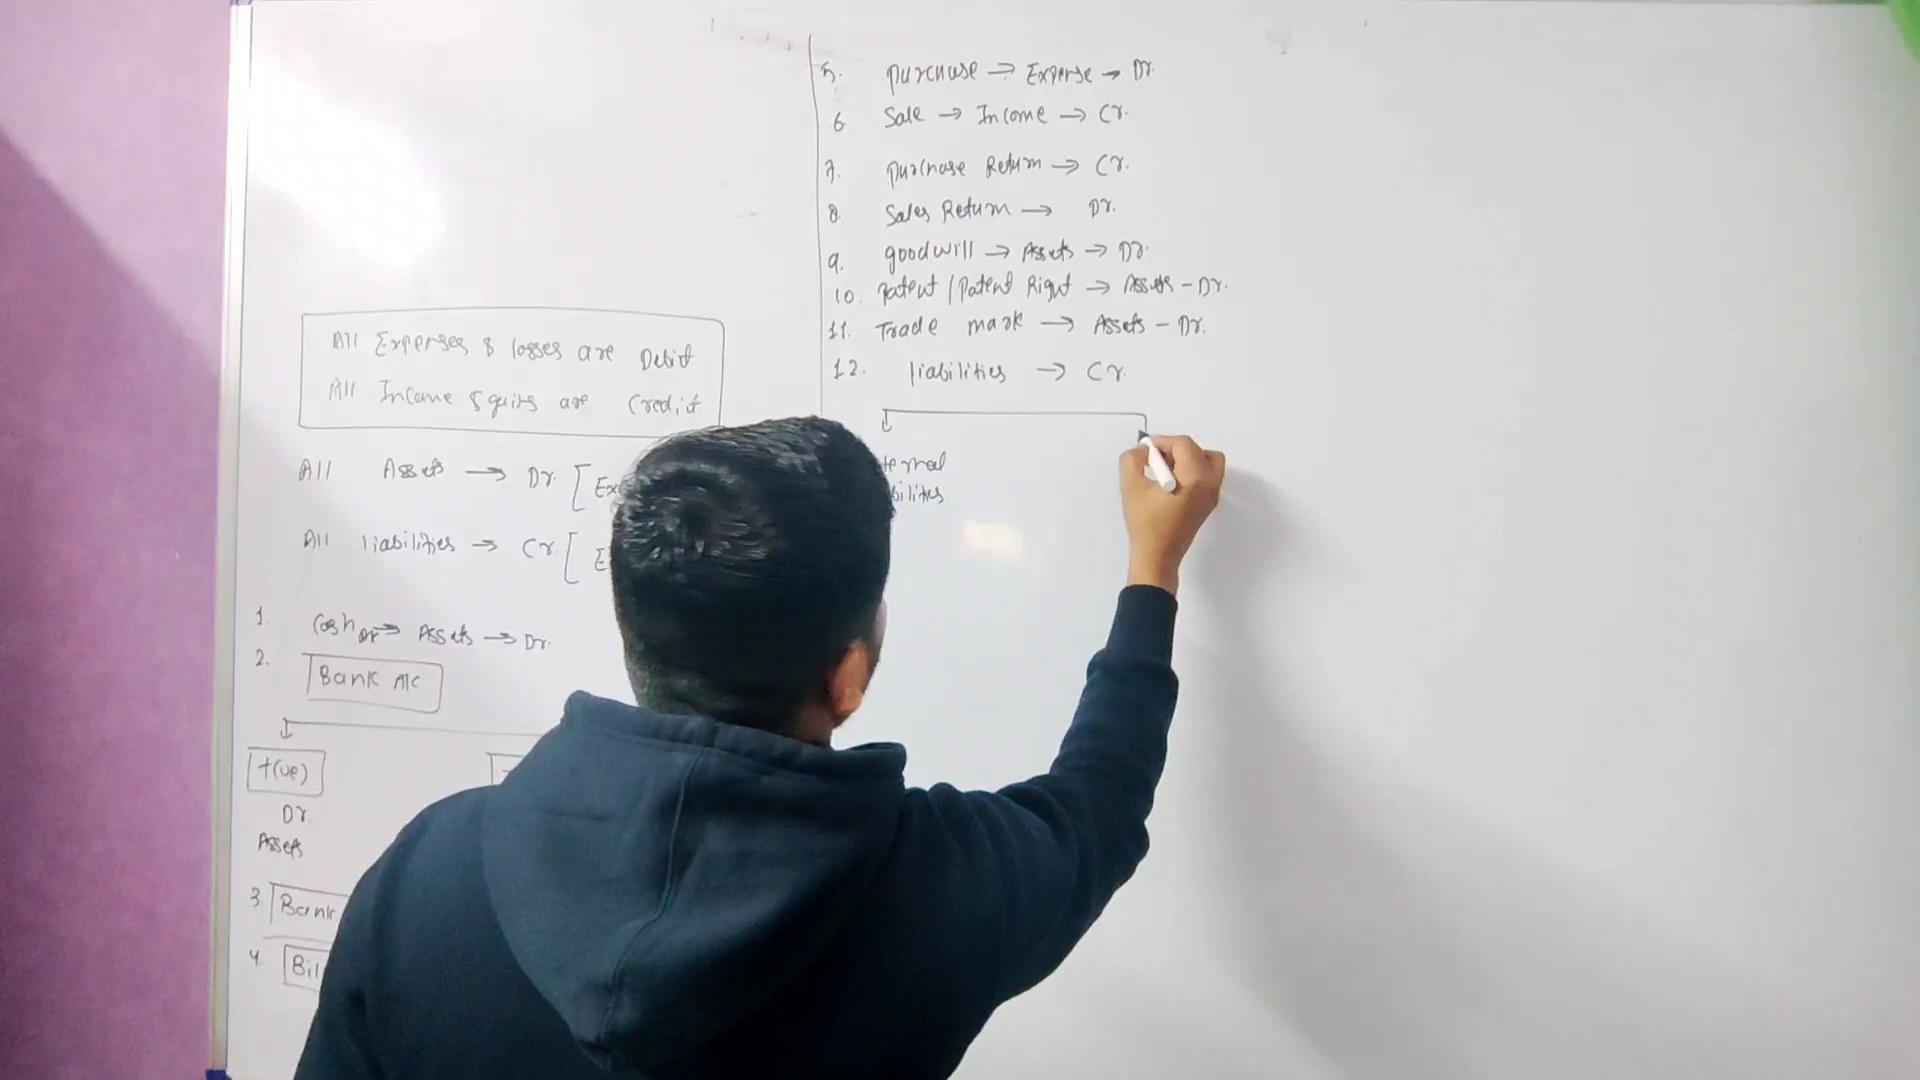 All Expenses & losses are Debit
All Income & gains are Credit
All Assets → Dr. [ Ex
All liabilities → Cr. [ E
1. Cash → Assets → Dr.
2. Bank A/c
+(ve)
Dr.
Assets
3 Bank
4. Bil
5. purchase → Expense → Dr.
6 Sale → Income → Cr.
7. purchase Return → Cr.
8. Sales Return → Dr.
9. goodwill → Assets → Dr.
10. Patent / Patent Right → Assets - Dr.
11. Trade mark → Assets - Dr.
12. liabilities → Cr.
ternal
bilities